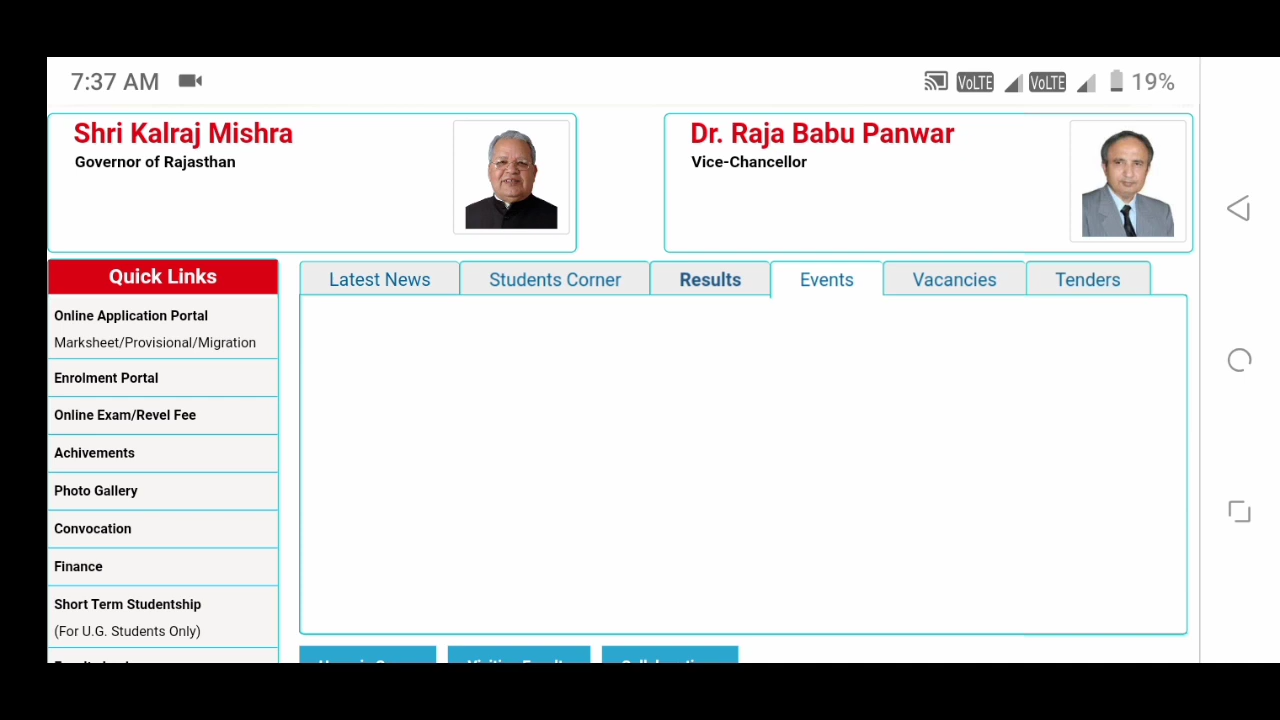 7:37 AM
VoLTE VoLTE 19%
Shri Kalraj Mishra
Governor of Rajasthan
Dr. Raja Babu Panwar
Vice-Chancellor
Quick Links
Online Application Portal
Marksheet/Provisional/Migration
Enrolment Portal
Online Exam/Revel Fee
Achivements
Photo Gallery
Convocation
Finance
Short Term Studentship
(For U.G. Students Only)
Latest News Students Corner Results Events Vacancies Tenders